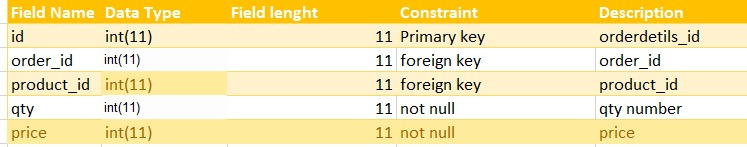 Field Name Data Type Field lenght Constraint Description
id int(11) 11 Primary key orderdetils_id
order_id int(11) 11 foreign key order_id
product_id int(11) 11 foreign key product_id
qty int(11) 11 not null qty number
price int(11) 11 not null price